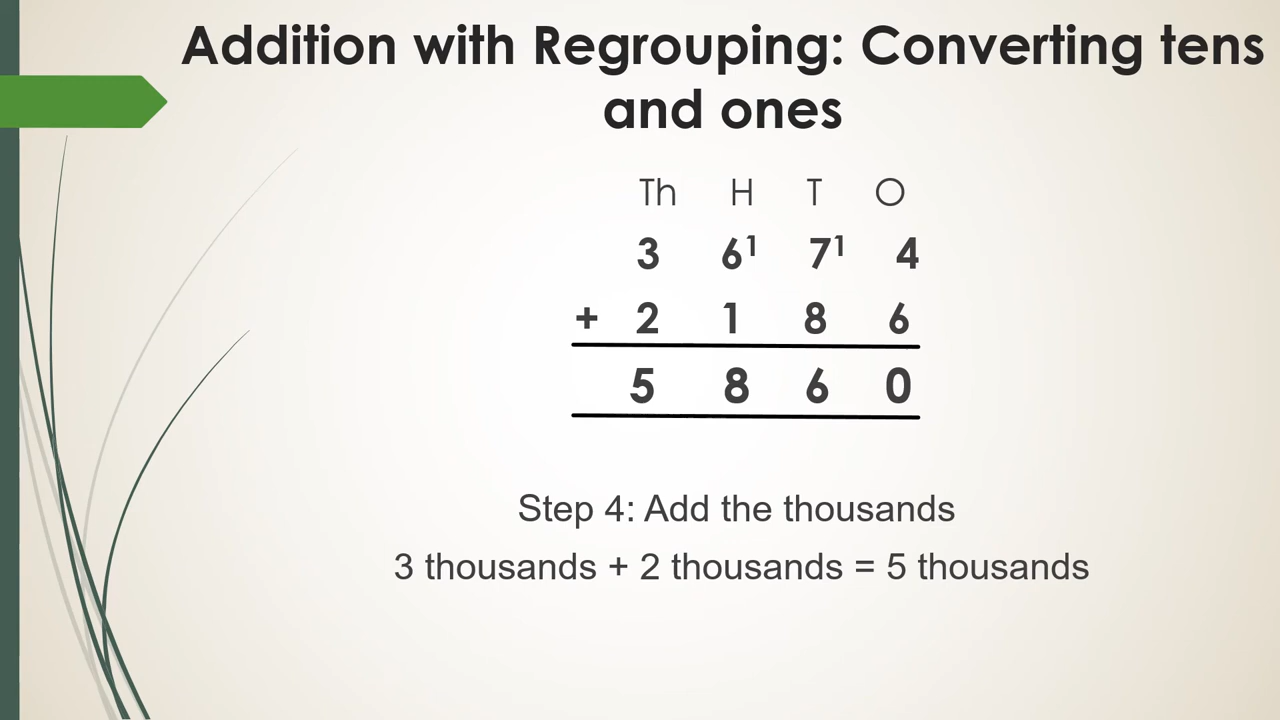 Addition with Regrouping: Converting tens
and ones
Th H T O
3 6¹ 7¹ 4
+ 2 1 8 6
5 8 6 0
Step 4: Add the thousands
3 thousands + 2 thousands = 5 thousands